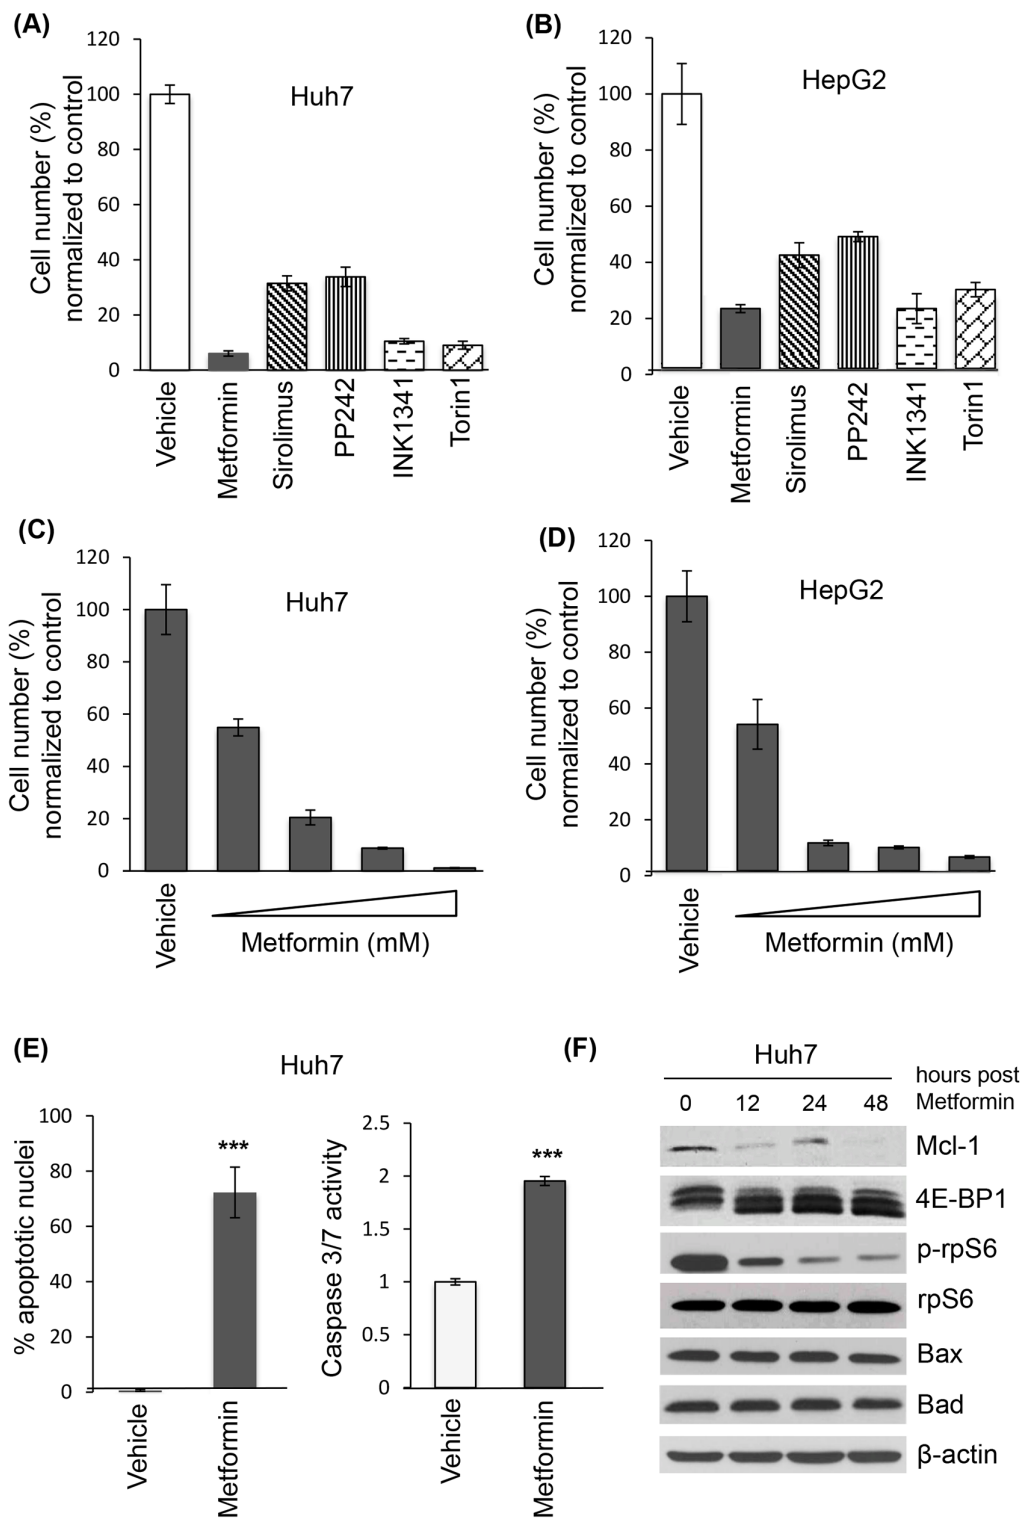 (A)
Huh7
Cell number (%)
normalized to control
120
100
80
60
40
20
0
Vehicle
Metformin
Sirolimus
PP242
INK1341
Torin1
(B)
HepG2
Cell number (%)
normalized to control
120
100
80
60
40
20
0
Vehicle
Metformin
Sirolimus
PP242
INK1341
Torin1
(C)
Huh7
Cell number (%)
normalized to control
120
100
80
60
40
20
0
Vehicle
Metformin (mM)
(D)
HepG2
Cell number (%)
normalized to control
120
100
80
60
40
20
0
Vehicle
Metformin (mM)
(E)
Huh7
% apoptotic nuclei
100
80
60
40
20
0
***
Vehicle
Metformin
Caspase 3/7 activity
2.5
2
1.5
1
0.5
0
***
Vehicle
Metformin
(F)
Huh7
hours post
0 12 24 48 Metformin
Mcl-1
4E-BP1
p-rpS6
rpS6
Bax
Bad
β-actin